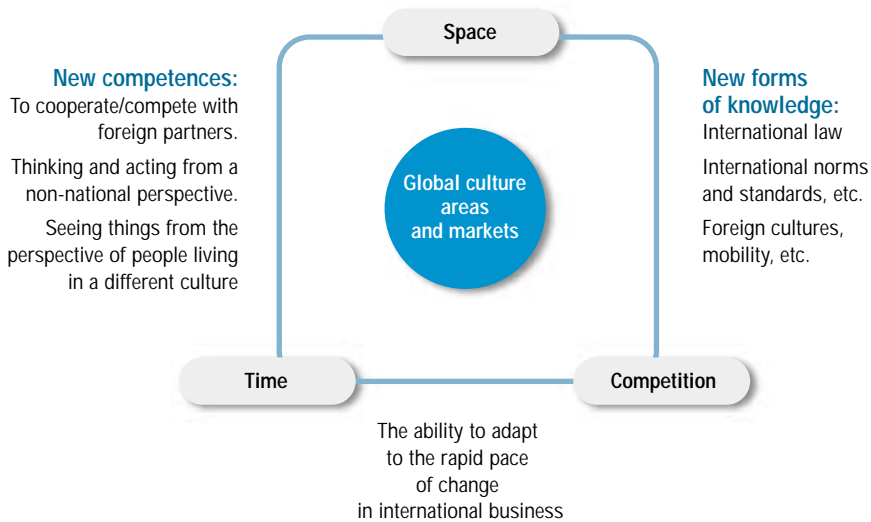 Space
New competences:
To cooperate/compete with
foreign partners.
Thinking and acting from a
non-national perspective.
Seeing things from the
perspective of people living
in a different culture
New forms
of knowledge:
International law
International norms
and standards, etc.
Foreign cultures,
mobility, etc.
Global culture
areas
and markets
Time
Competition
The ability to adapt
to the rapid pace
of change
in international business